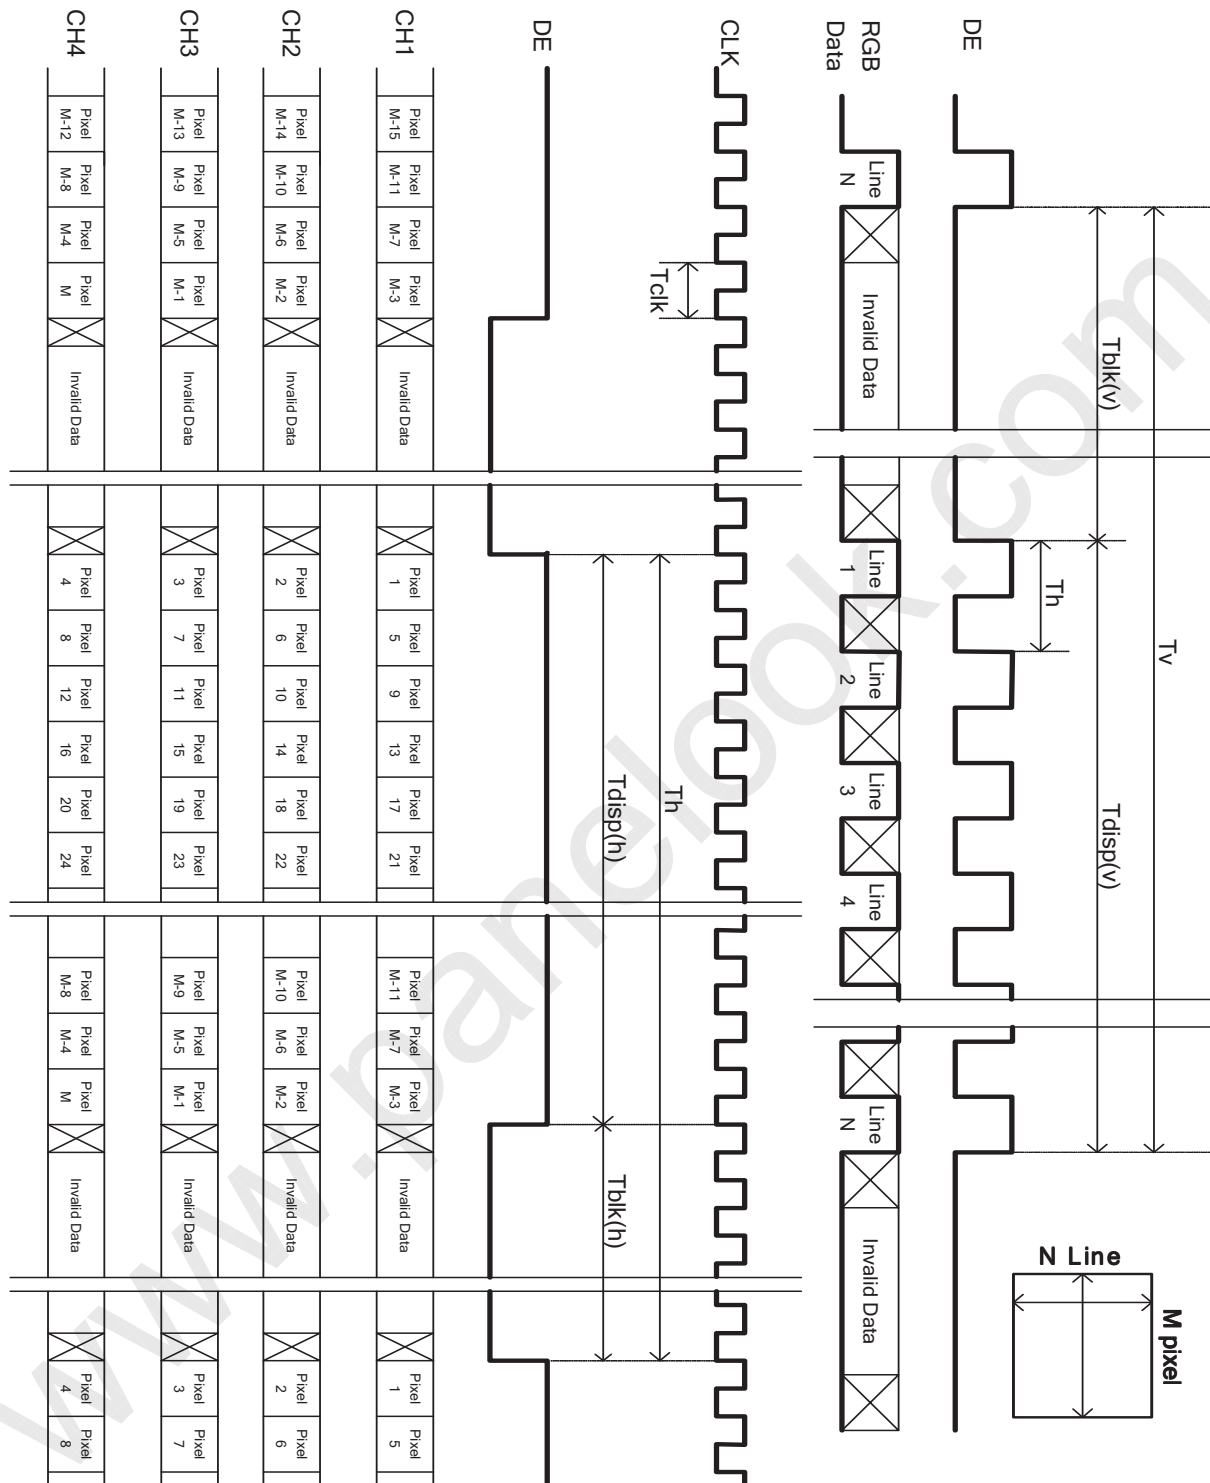 DE
Tv
Tblk(v)
Tdisp(v)
Th
RGB
Data
Line
N
Invalid Data
Line
1
Line
2
Line
3
Line
4
Line
N
Invalid Data
N Line
M pixel
CLK
Tclk
Th
Tdisp(h)
Tblk(h)
DE
CH1
Pixel M-15
Pixel M-11
Pixel M-7
Pixel M-3
Invalid Data
Pixel 1
Pixel 5
Pixel 9
Pixel 13
Pixel 17
Pixel 21
Pixel M-11
Pixel M-7
Pixel M-3
Invalid Data
Pixel 1
Pixel 5
CH2
Pixel M-14
Pixel M-10
Pixel M-6
Pixel M-2
Invalid Data
Pixel 2
Pixel 6
Pixel 10
Pixel 14
Pixel 18
Pixel 22
Pixel M-10
Pixel M-6
Pixel M-2
Invalid Data
Pixel 2
Pixel 6
CH3
Pixel M-13
Pixel M-9
Pixel M-5
Pixel M-1
Invalid Data
Pixel 3
Pixel 7
Pixel 11
Pixel 15
Pixel 19
Pixel 23
Pixel M-9
Pixel M-5
Pixel M-1
Invalid Data
Pixel 3
Pixel 7
CH4
Pixel M-12
Pixel M-8
Pixel M-4
Pixel M
Invalid Data
Pixel 4
Pixel 8
Pixel 12
Pixel 16
Pixel 20
Pixel 24
Pixel M-8
Pixel M-4
Pixel M
Invalid Data
Pixel 4
Pixel 8
www.panelook.com